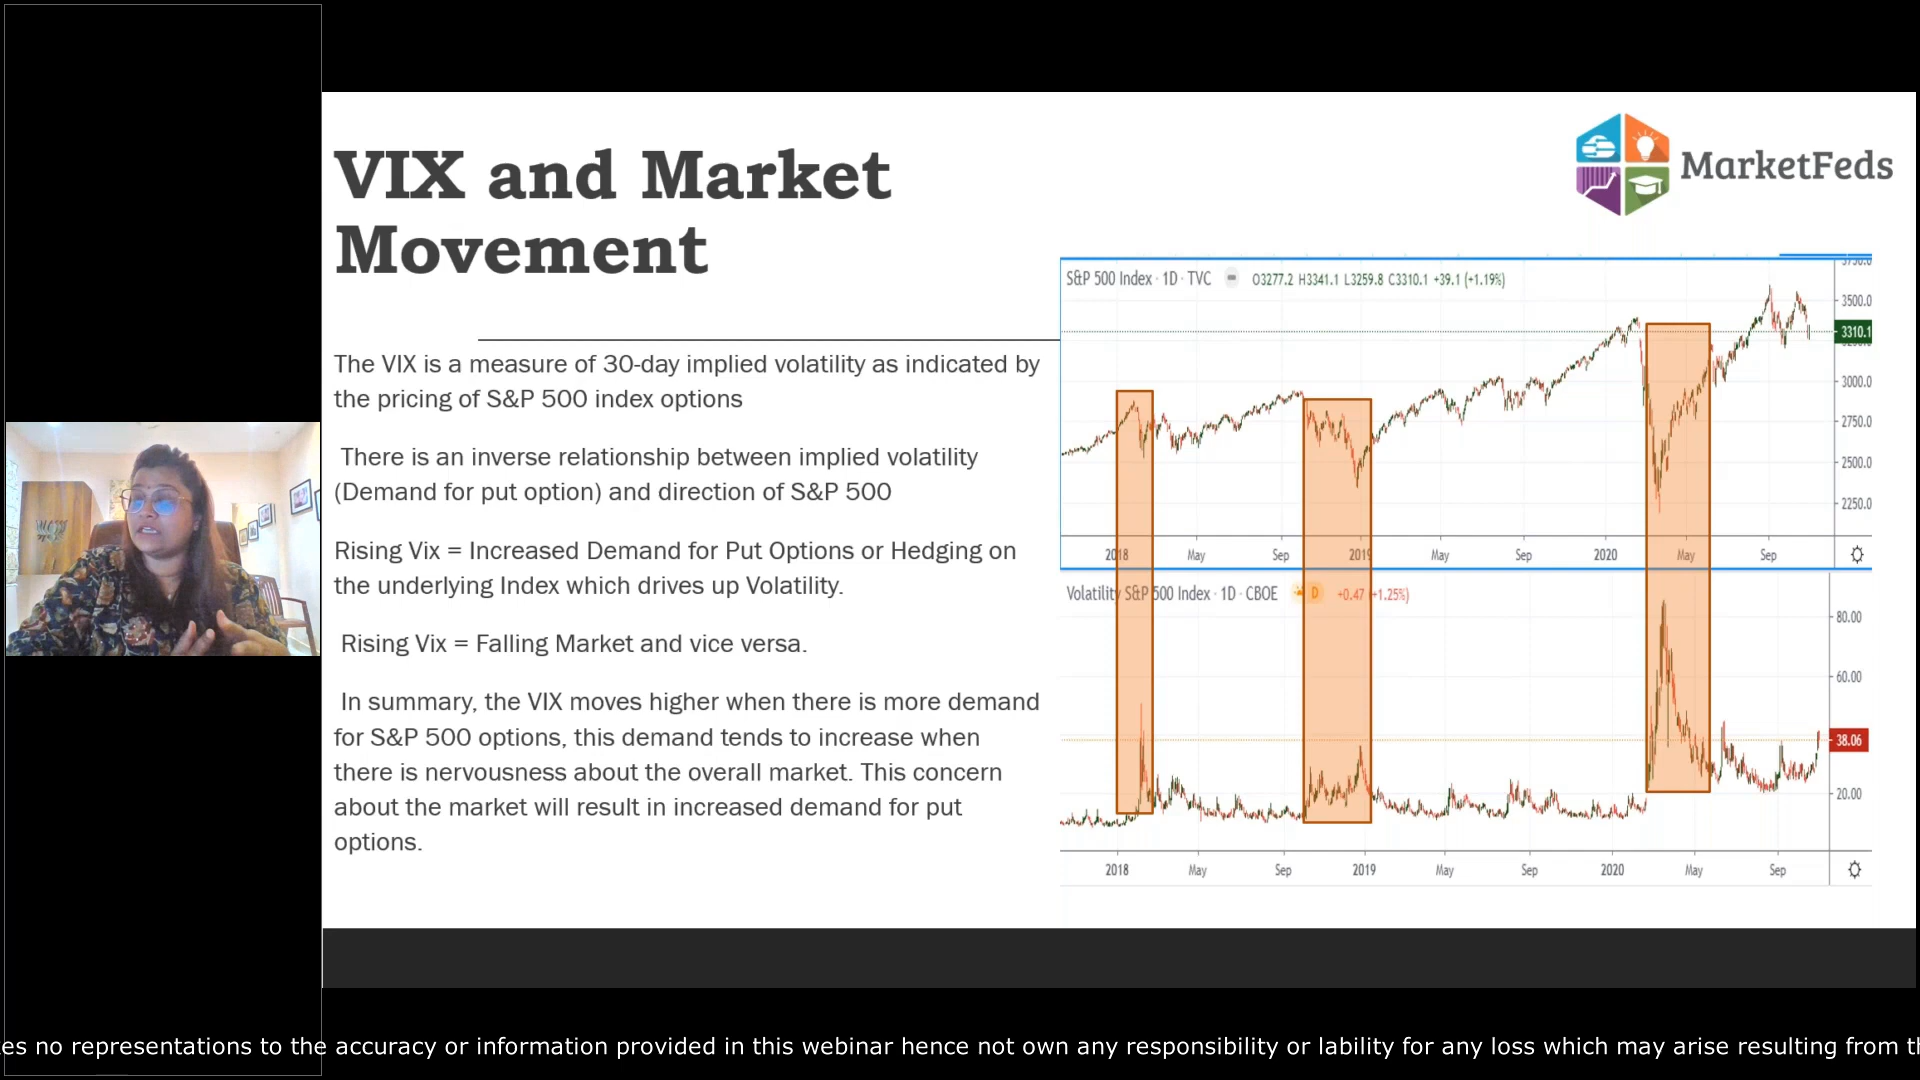 VIX and Market
Movement
MarketFeds
The VIX is a measure of 30-day implied volatility as indicated by
the pricing of S&P 500 index options
There is an inverse relationship between implied volatility
(Demand for put option) and direction of S&P 500
Rising Vix = Increased Demand for Put Options or Hedging on
the underlying Index which drives up Volatility.
Rising Vix = Falling Market and vice versa.
In summary, the VIX moves higher when there is more demand
for S&P 500 options, this demand tends to increase when
there is nervousness about the overall market. This concern
about the market will result in increased demand for put
options.
S&P 500 Index · 1D · TVC O3277.2 H3341.1 L3259.8 C3310.1 +39.1 (+1.19%)
3750.0
3500.0
3310.1
3000.0
2750.0
2500.0
2250.0
2018 May Sep 2019 May Sep 2020 May Sep
Volatility S&P 500 Index · 1D · CBOE D +0.47 (+1.25%)
80.00
60.00
38.06
20.00
2018 May Sep 2019 May Sep 2020 May Sep
es no representations to the accuracy or information provided in this webinar hence not own any responsibility or lability for any loss which may arise resulting from th